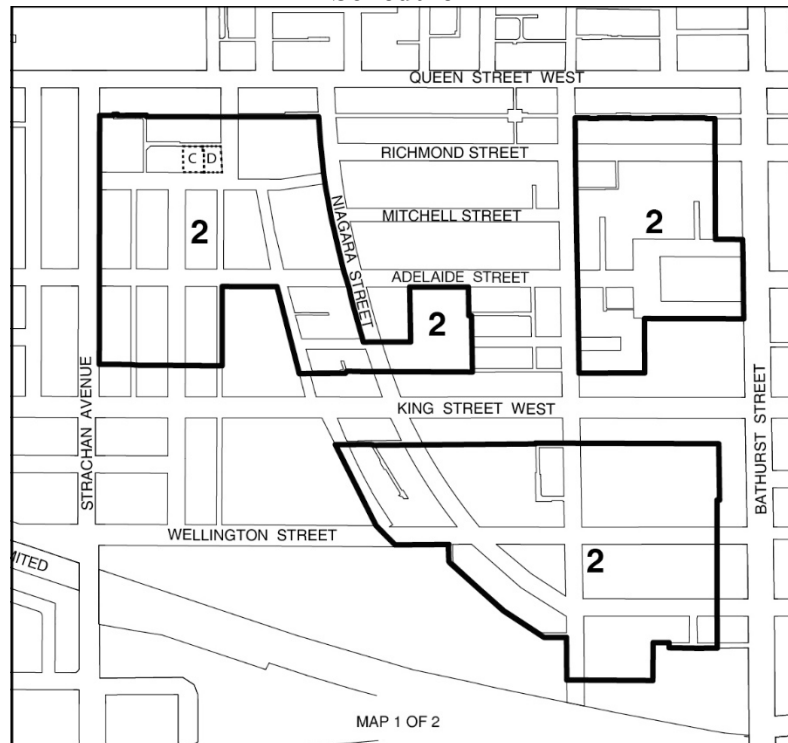 QUEEN STREET WEST
RICHMOND STREET
C D
MITCHELL STREET
NIAGARA STREET
2
2
ADELAIDE STREET
2
STRACHAN AVENUE
KING STREET WEST
BATHURST STREET
WELLINGTON STREET
2
MITED
MAP 1 OF 2